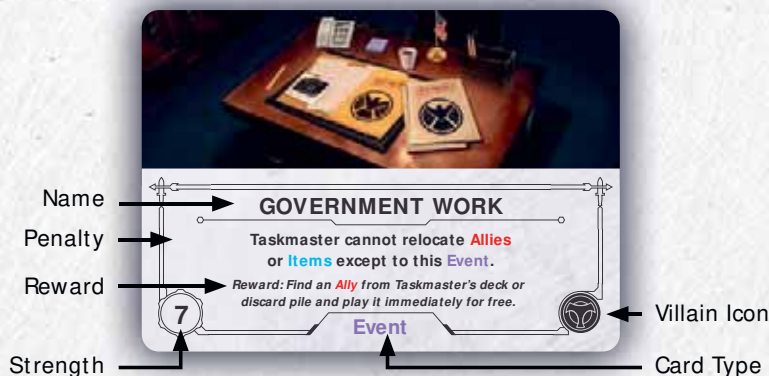 Name
GOVERNMENT WORK
Penalty
Taskmaster cannot relocate Allies
or Items except to this Event.
Reward
Reward: Find an Ally from Taskmaster's deck or
discard pile and play it immediately for free.
7
Villain Icon
Event
Strength
Card Type